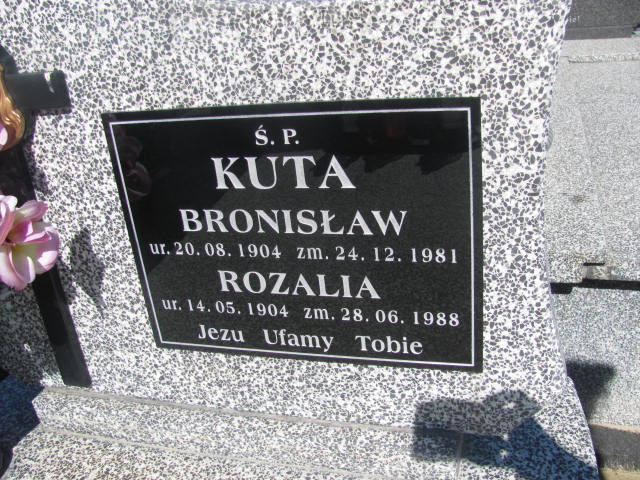 Ś. P.
KUTA
BRONISŁAW
ur. 20. 08. 1904 zm. 24. 12. 1981
ROZALIA
ur. 14. 05. 1904 zm. 28. 06. 1988
Jezu Ufamy Tobie